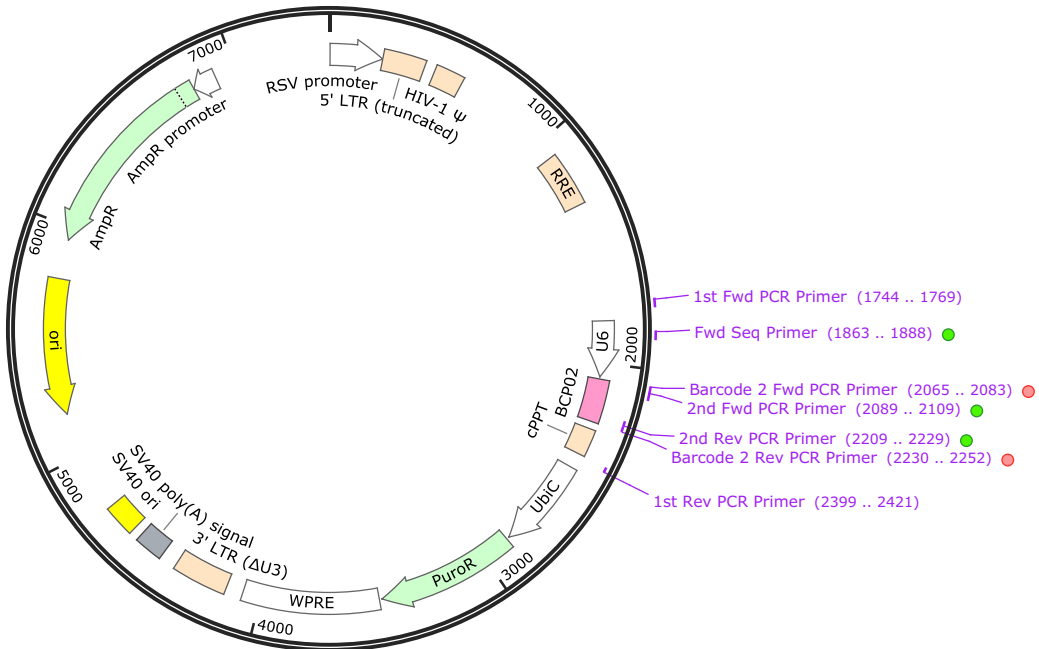 7000
RSV promoter
5' LTR (truncated)
HIV-1 Ψ
1000
AmpR promoter
RRE
AmpR
6000
1st Fwd PCR Primer (1744 .. 1769)
Fwd Seq Primer (1863 .. 1888)
ori
U6
2000
BCP02
Barcode 2 Fwd PCR Primer (2065 .. 2083)
2nd Fwd PCR Primer (2089 .. 2109)
cPPT
2nd Rev PCR Primer (2209 .. 2229)
Barcode 2 Rev PCR Primer (2230 .. 2252)
1st Rev PCR Primer (2399 .. 2421)
5000
SV40 ori
SV40 poly(A) signal
3' LTR (ΔU3)
UbiC
PuroR
3000
WPRE
4000